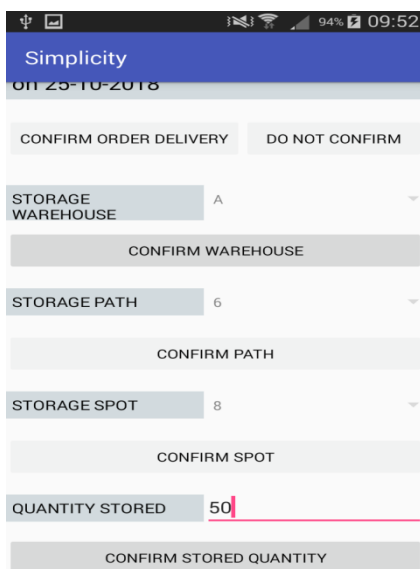 94% 09:52
Simplicity
on 25-10-2018
CONFIRM ORDER DELIVERY DO NOT CONFIRM
STORAGE WAREHOUSE A
CONFIRM WAREHOUSE
STORAGE PATH 6
CONFIRM PATH
STORAGE SPOT 8
CONFIRM SPOT
QUANTITY STORED 50
CONFIRM STORED QUANTITY